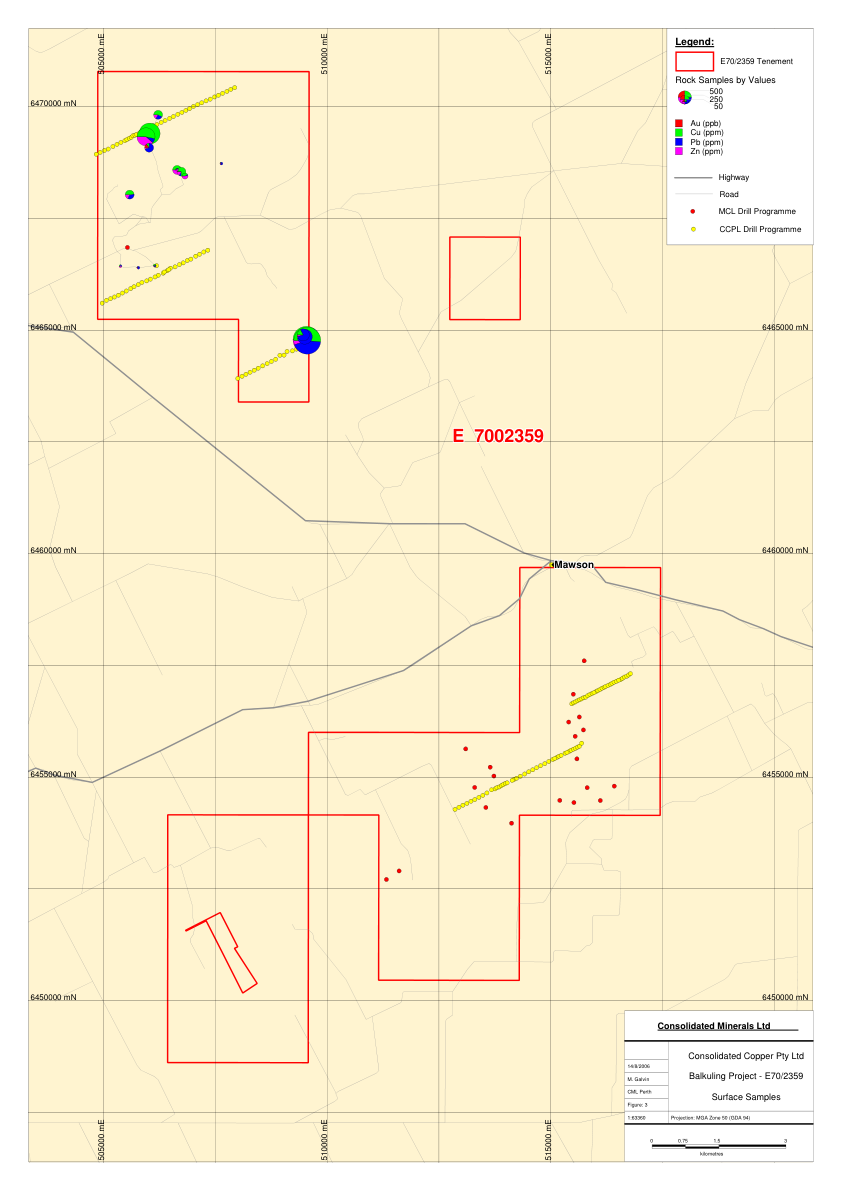 505000 mE
510000 mE
515000 mE
Legend:
E70/2359 Tenement
Rock Samples by Values
500
250
50
Au (ppb)
Cu (ppm)
Pb (ppm)
Zn (ppm)
Highway
Road
MCL Drill Programme
CCPL Drill Programme
6470000 mN
6465000 mN
6465000 mN
E 7002359
6460000 mN
6460000 mN
Mawson
6455000 mN
6455000 mN
6450000 mN
6450000 mN
505000 mE
510000 mE
515000 mE
Consolidated Minerals Ltd
Consolidated Copper Pty Ltd
Balkuling Project - E70/2359
Surface Samples
14/8/2006
M. Galvin
CML Perth
Figure: 3
1:63360
Projection: MGA Zone 50 (GDA 94)
0 0.75 1.5 3
kilometres